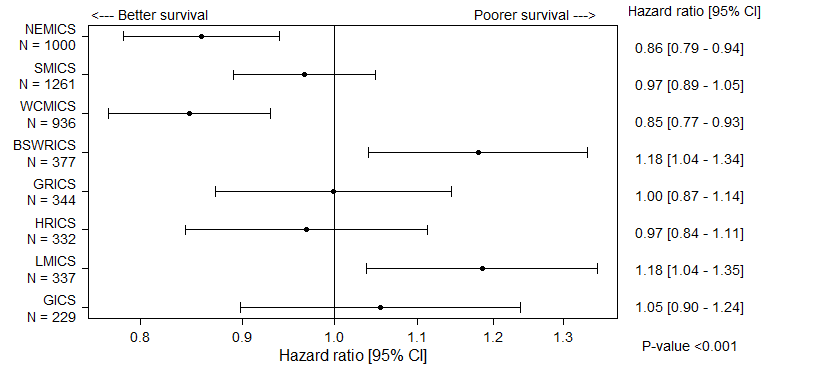 <--- Better survival
Poorer survival --->
Hazard ratio [95% CI]
NEMICS
N = 1000
0.86 [0.79 - 0.94]
SMICS
N = 1261
0.97 [0.89 - 1.05]
WCMICS
N = 936
0.85 [0.77 - 0.93]
BSWRICS
N = 377
1.18 [1.04 - 1.34]
GRICS
N = 344
1.00 [0.87 - 1.14]
HRICS
N = 332
0.97 [0.84 - 1.11]
LMICS
N = 337
1.18 [1.04 - 1.35]
GICS
N = 229
1.05 [0.90 - 1.24]
0.8 0.9 1.0 1.1 1.2 1.3
Hazard ratio [95% CI]
P-value <0.001